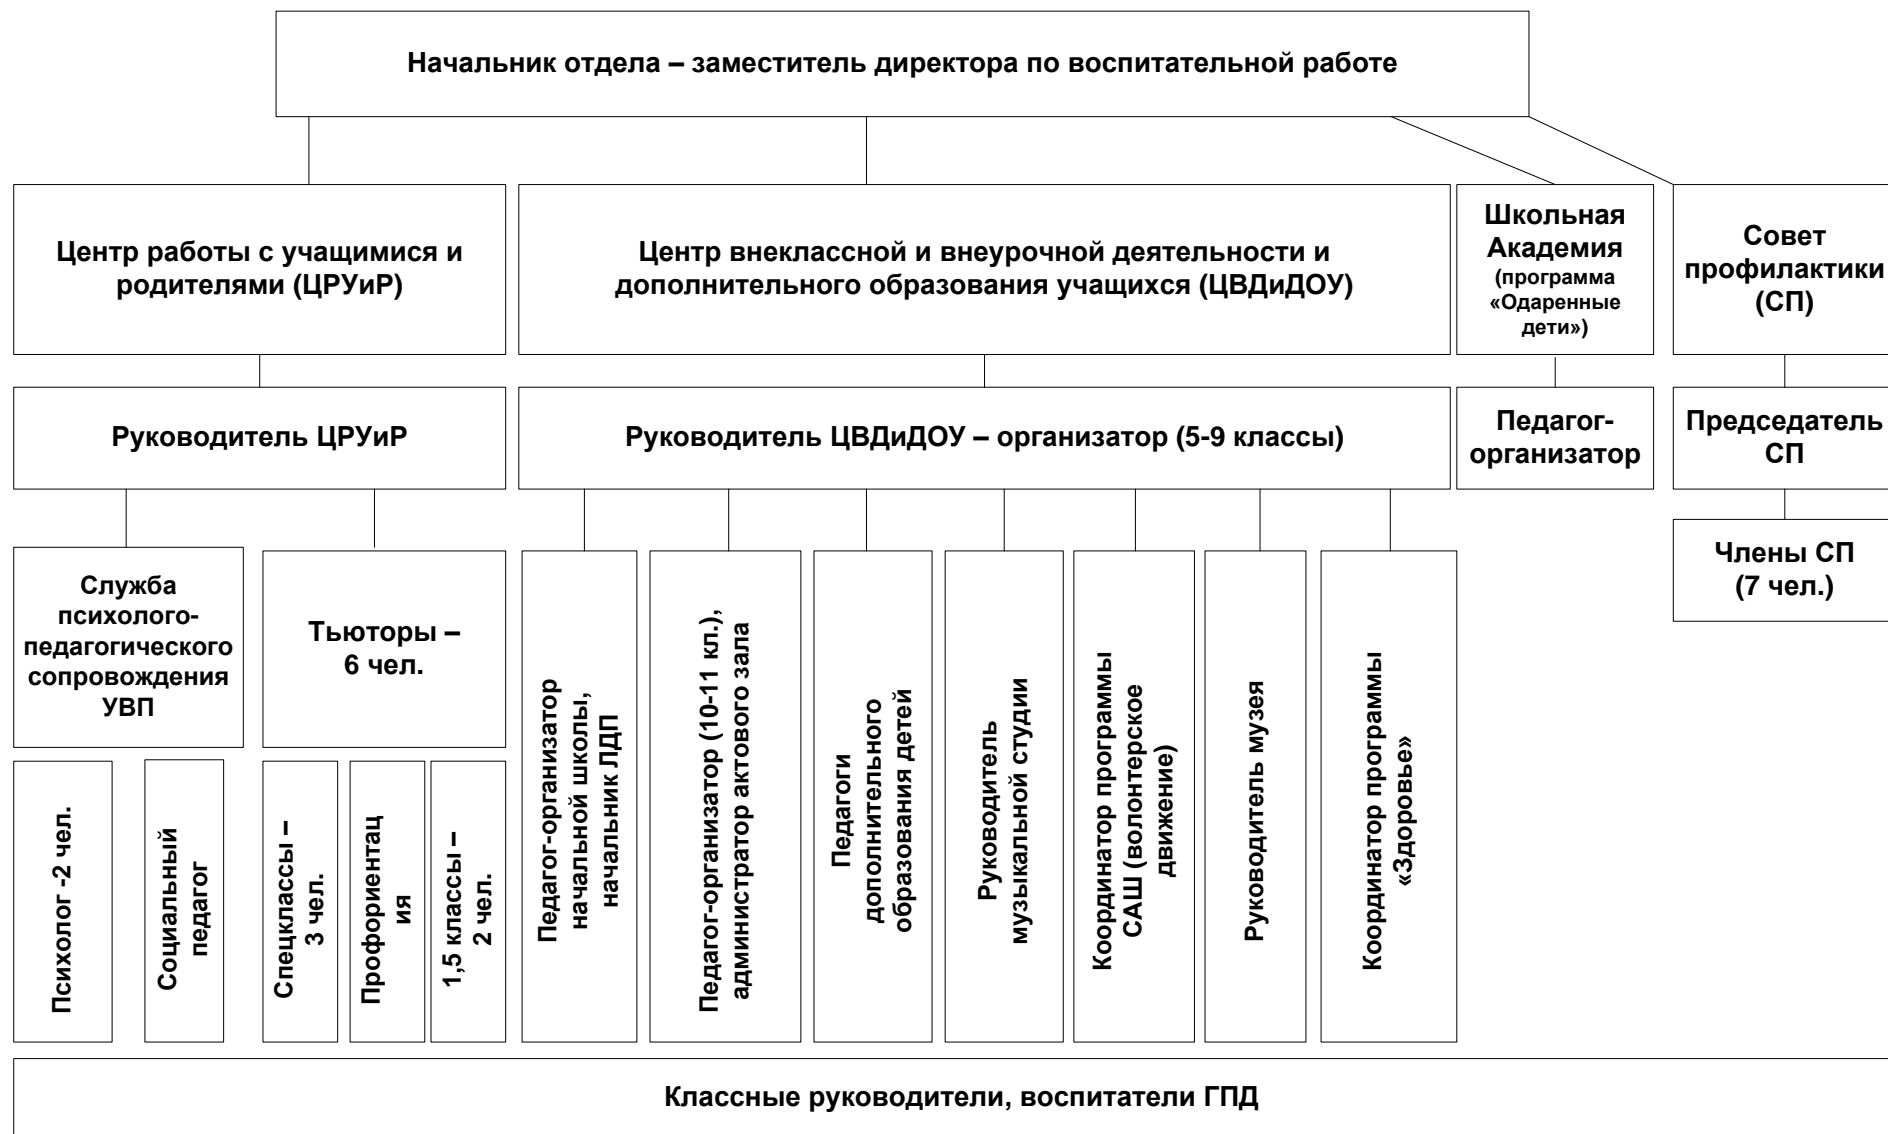 Начальник отдела – заместитель директора по воспитательной работе
Центр работы с учащимися и
родителями (ЦРУиР)
Центр внеклассной и внеурочной деятельности и
дополнительного образования учащихся (ЦВДиДОУ)
Школьная
Академия
(программа
«Одаренные
дети»)
Совет
профилактики
(СП)
Руководитель ЦРУиР
Руководитель ЦВДиДОУ – организатор (5-9 классы)
Педагог-
организатор
Председатель
СП
Служба
психолого-
педагогического
сопровождения
УВП
Тьюторы –
6 чел.
Члены СП
(7 чел.)
Психолог -2 чел.
Социальный
педагог
Спецклассы –
3 чел.
Профориентац
ия
1,5 классы –
2 чел.
Педагог-организатор
начальной школы,
начальник ЛДП
Педагог-организатор (10-11 кл.),
администратор актового зала
Педагоги
дополнительного
образования детей
Руководитель
музыкальной студии
Координатор программы
САШ (волонтерское
движение)
Руководитель музея
Координатор программы
«Здоровье»
Классные руководители, воспитатели ГПД